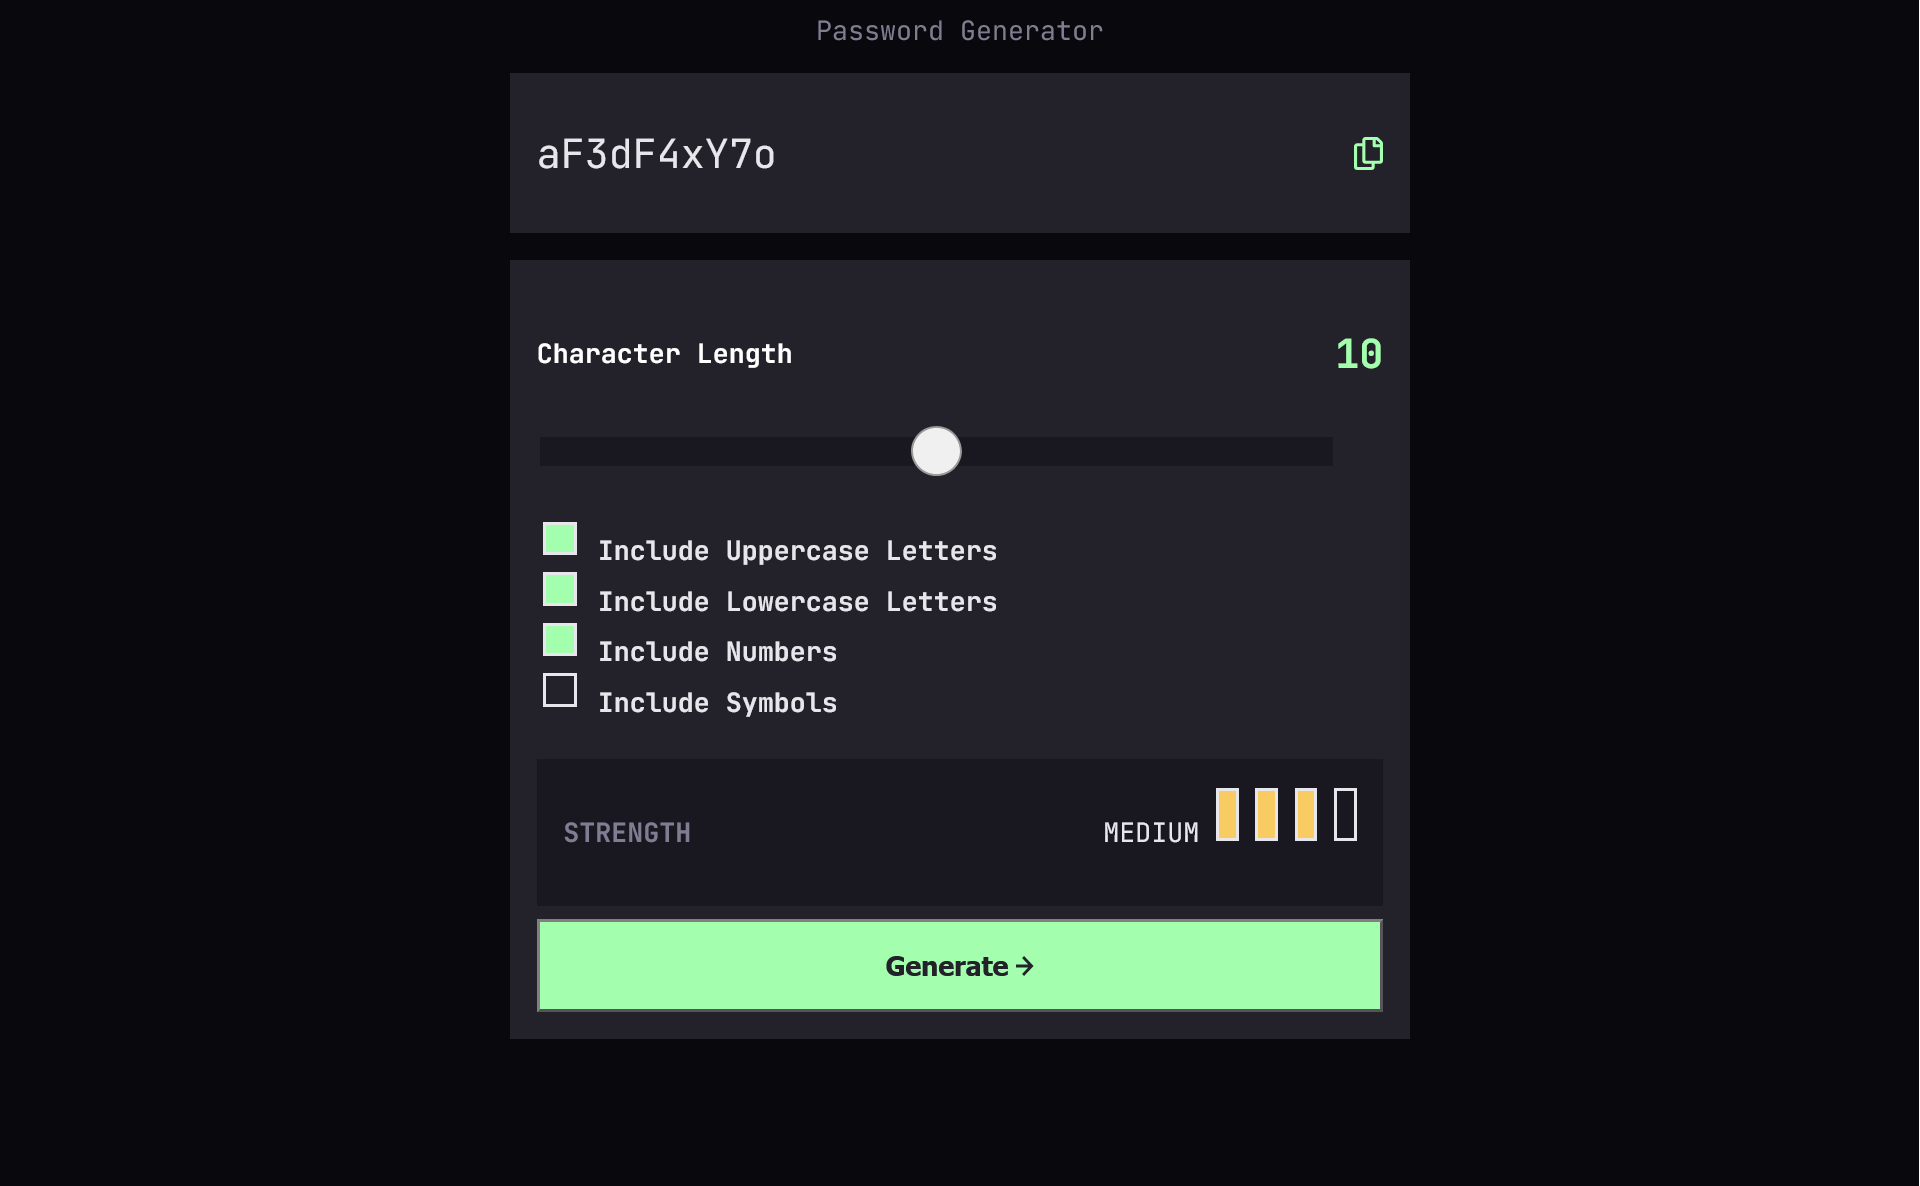 Password Generator
aF3dF4xY7o
Character Length
10
Include Uppercase Letters
Include Lowercase Letters
Include Numbers
Include Symbols
STRENGTH
MEDIUM
Generate →